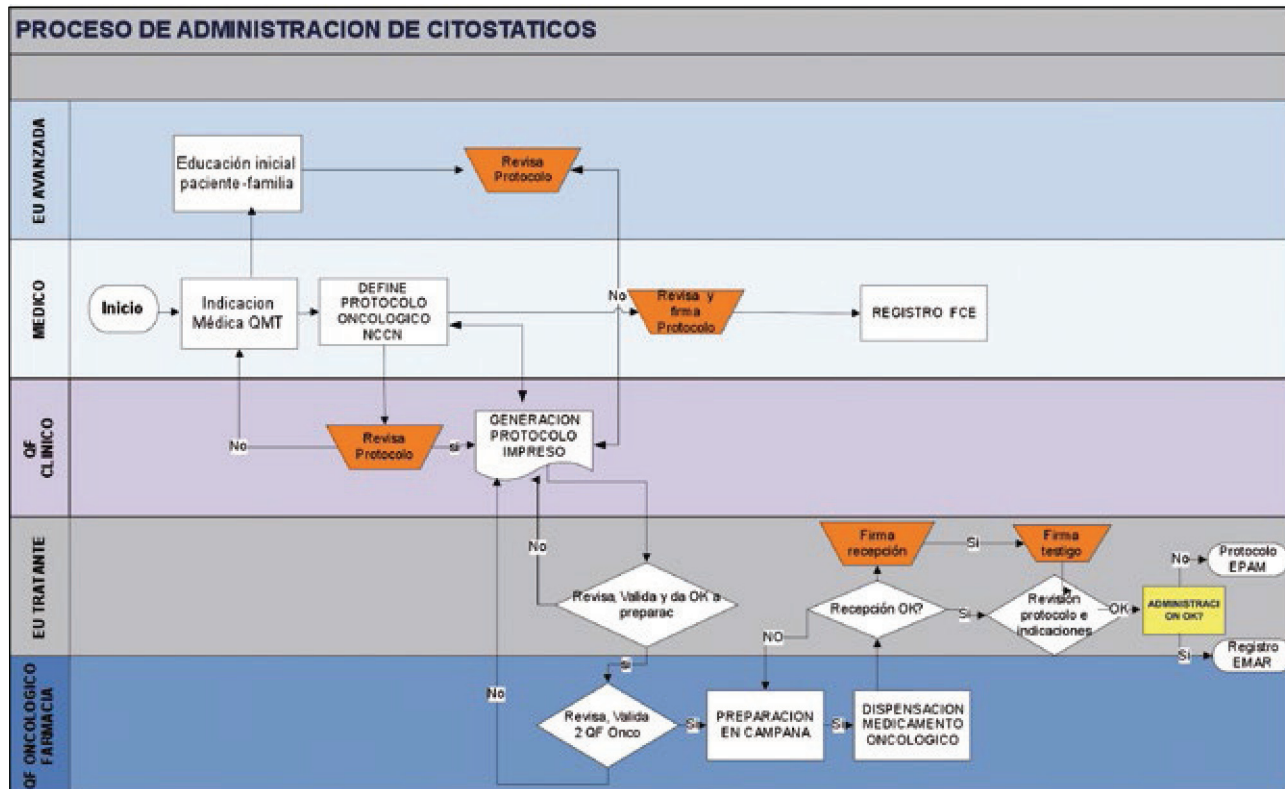 PROCESO DE ADMINISTRACION DE CITOSTATICOS
EU AVANZADA
Educación inicial
paciente-familia
Revisa
Protocolo
MEDICO
Inicio
Indicacion
Médica QMT
DEFINE
PROTOCOLO
ONCOLOGICO
NCCN
No
Revisa y
firma
Protocolo
REGISTRO FCE
QF
CLINICO
No
Revisa
Protocolo
si
GENERACION
PROTOCOLO
IMPRESO
EU TRATANTE
No
Revisa, Valida y da OK a
preparac
si
Firma
recepción
Si
Firma
testigo
Recepción OK?
NO
Si
Revisión
protocolo e
indicaciones
OK
ADMINISTRACI
ON OK?
No
Protocolo
EPAM
Si
Registro
EMAR
QF ONCOLOGICO
FARMACIA
No
Revisa, Valida
2 QF Onco
Si
PREPARACION
EN CAMPANA
Si
DISPENSACION
MEDICAMENTO
ONCOLOGICO